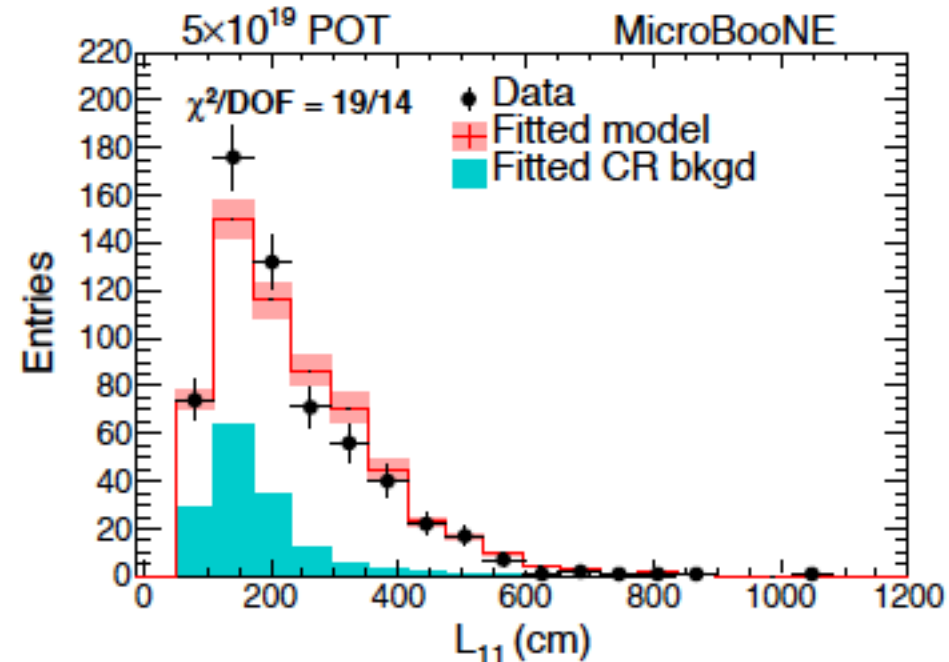 5×10¹⁹ POT MicroBooNE
χ²/DOF = 19/14
Data
Fitted model
Fitted CR bkgd
Entries
220
200
180
160
140
120
100
80
60
40
20
0
0 200 400 600 800 1000 1200
L₁₁ (cm)